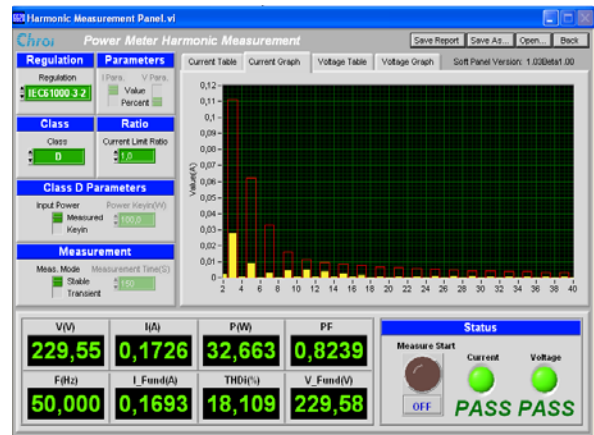 Harmonic Measurement Panel.vi
Chroma Power Meter Harmonic Measurement
Save Report Save As... Open... Back
Regulation
Regulation
IEC61000 3-2
Parameters
I Para. V Para.
Value
Percent
Class
Class
D
Ratio
Current Limit Ratio
1,0
Class D Parameters
Input Power Power Keyin(W)
Measured
Keyin
100,0
Measurement
Meas. Mode Measurement Time(S)
Stable
Transient
150
Current Table Current Graph Voltage Table Voltage Graph Soft Panel Version: 1.03Beta1.00
Value(A)
0,12
0,11
0,1
0,09
0,08
0,07
0,06
0,05
0,04
0,03
0,02
0,01
0
2 4 6 8 10 12 14 16 18 20 22 24 26 28 30 32 34 36 38 40
V(V) I(A) P(W) PF
229,55 0,1726 32,663 0,8239
F(Hz) I_Fund(A) THDi(%) V_Fund(V)
50,000 0,1693 18,109 229,58
Status
Measure Start
OFF
Current Voltage
PASS PASS